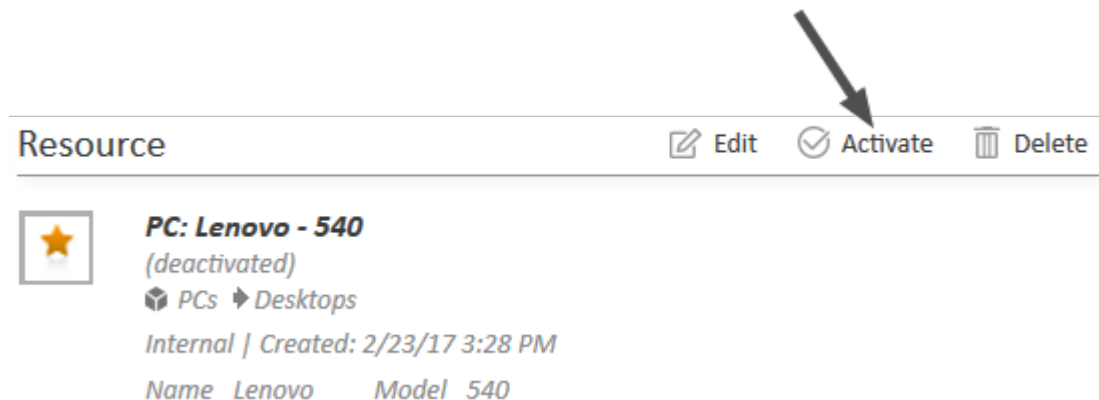 Resource Edit Activate Delete
PC: Lenovo - 540
(deactivated)
PCs Desktops
Internal | Created: 2/23/17 3:28 PM
Name Lenovo Model 540